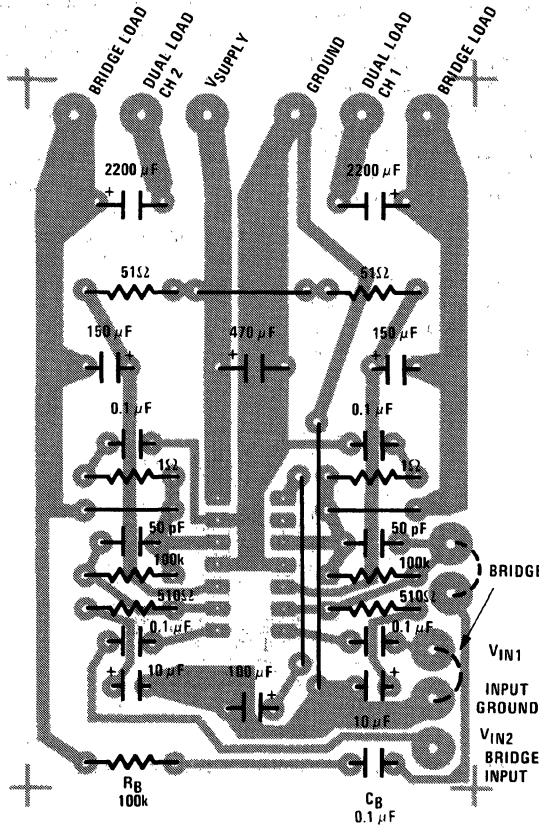 BRIDGE LOAD
DUAL LOAD
CH 2
VSUPPLY
GROUND
DUAL LOAD
CH 1
BRIDGE LOAD
2200 µF
+
2200 µF
+
51Ω
51Ω
150 µF
+
470 µF
+
150 µF
+
0.1 µF
0.1 µF
1Ω
1Ω
50 pF
50 pF
100k
100k
BRIDGE
510Ω
510Ω
0.1 µF
0.1 µF
VIN1
+
10 µF
100 µF
+
+
10 µF
INPUT
GROUND
VIN2
BRIDGE
INPUT
RB
100k
CB
0.1 µF